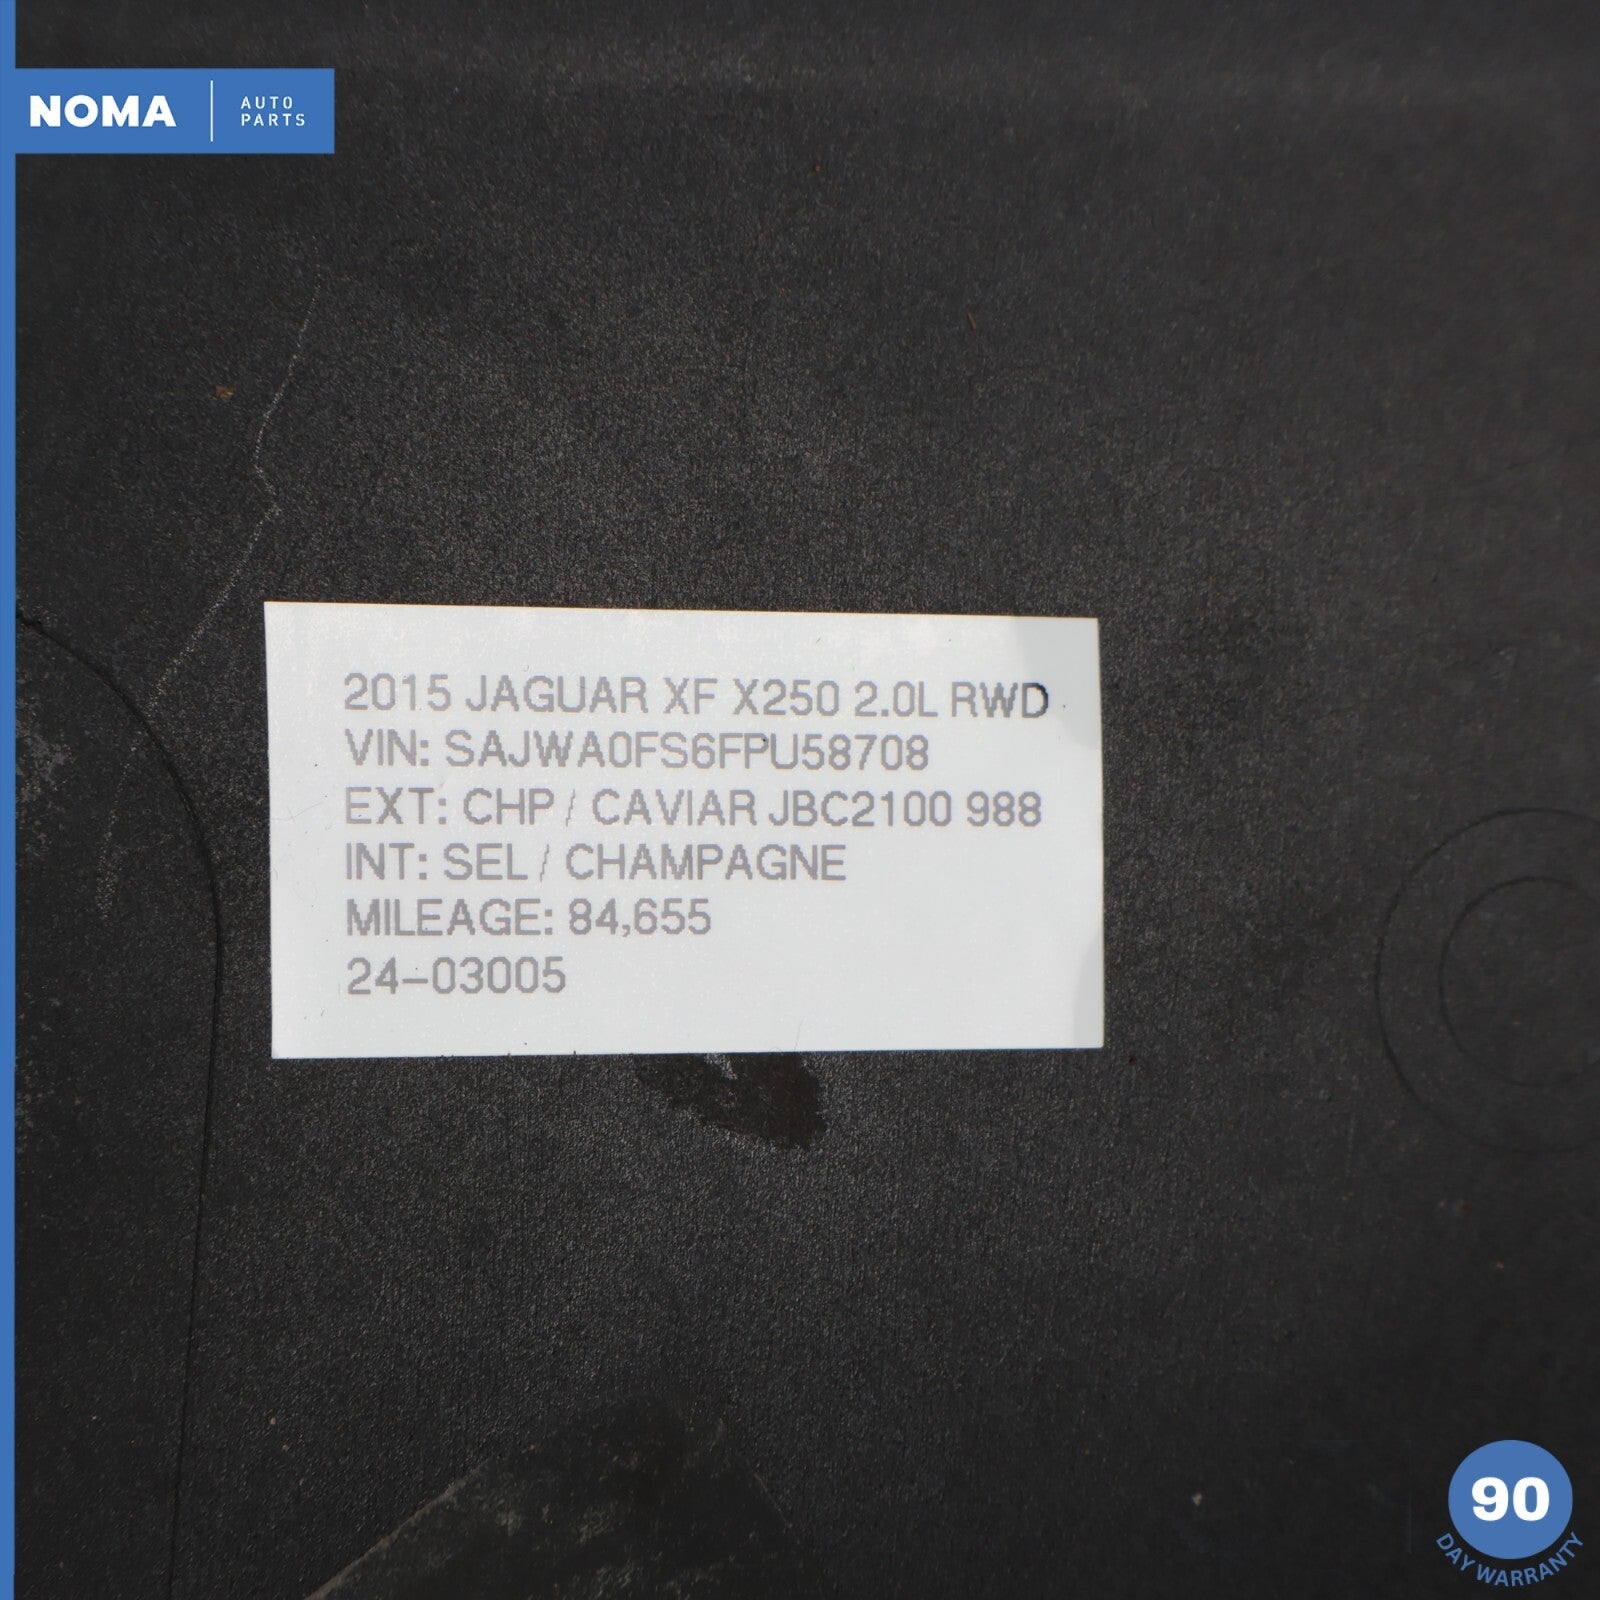 NOMA
AUTO
PARTS
2015 JAGUAR XF X250 2.0L RWD
VIN: SAJWA0FS6FPU58708
EXT: CHP / CAVIAR JBC2100 988
INT: SEL / CHAMPAGNE
MILEAGE: 84,655
24-03005
90
DAY WARRANTY